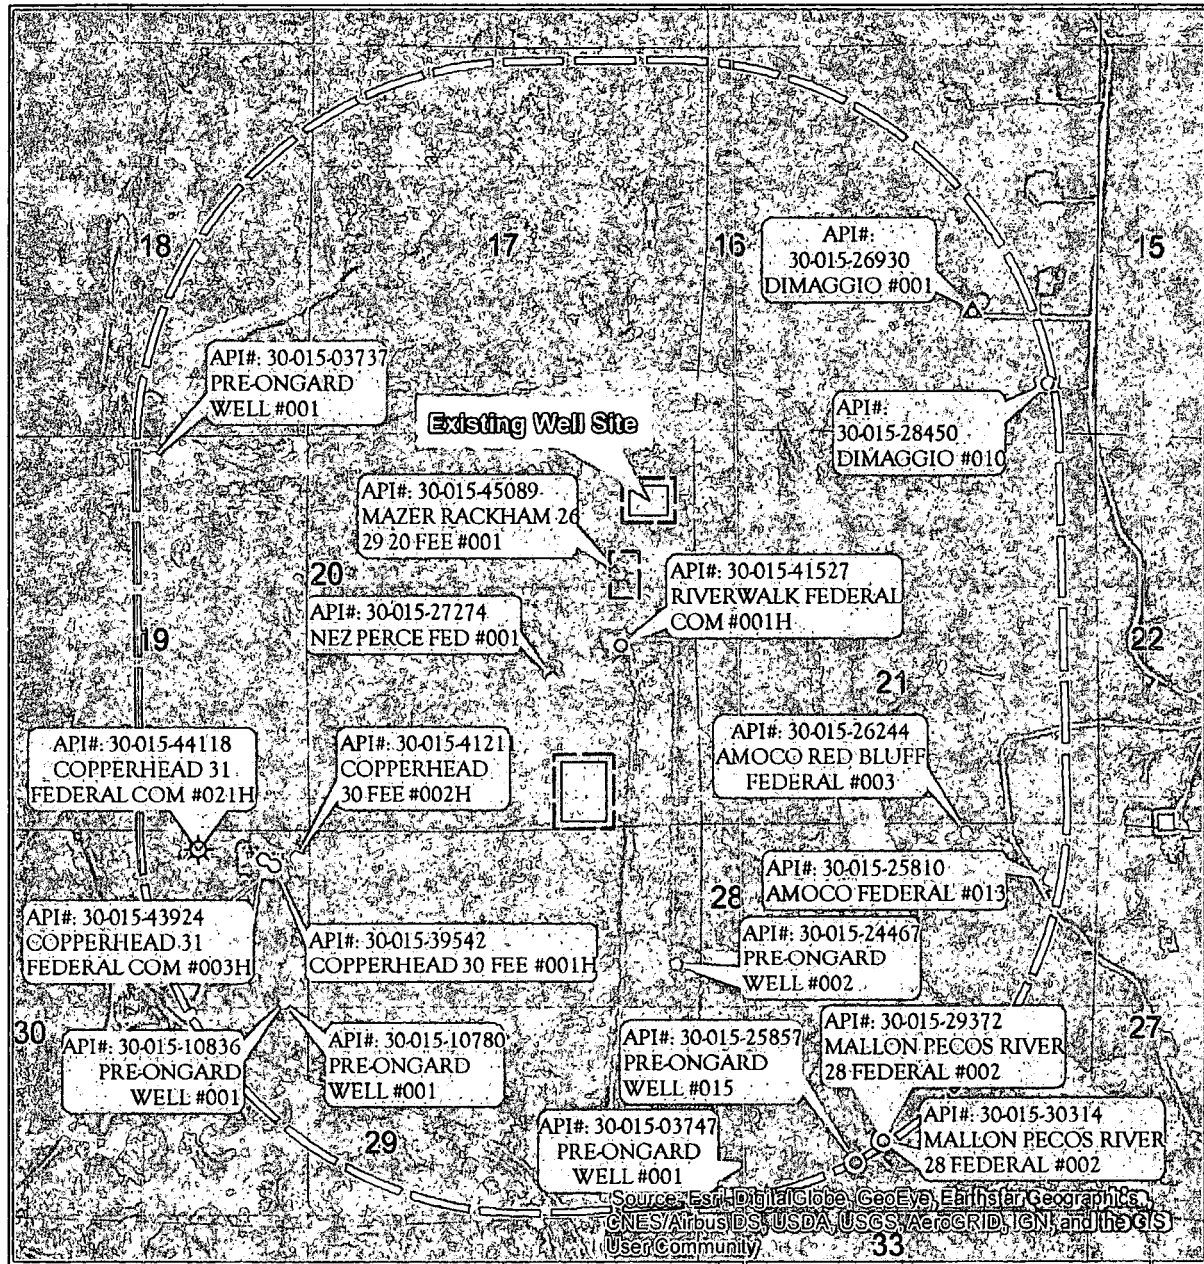 18
17
16
15
API#:
30-015-26930
DIMAGGIO #001
API#: 30-015-03737
PRE-ONGARD
WELL #001
Existing Well Site
API#:
30-015-28450
DIMAGGIO #010
API#: 30-015-45089
MAZER RACKHAM 26
29 20 FEE #001
20
API#: 30-015-41527
RIVERWALK FEDERAL
COM #001H
API#: 30-015-27274
NEZ PERCE FED #001
19
22
21
API#: 30-015-44118
COPPERHEAD 31
FEDERAL COM #021H
API#: 30-015-41211
COPPERHEAD
30 FEE #002H
API#: 30-015-26244
AMOCO RED BLUFF
FEDERAL #003
API#: 30-015-25810
AMOCO FEDERAL #013
28
API#: 30-015-43924
COPPERHEAD 31
FEDERAL COM #003H
API#: 30-015-39542
COPPERHEAD 30 FEE #001H
API#: 30-015-24467
PRE-ONGARD
WELL #002
30
API#: 30-015-10836
PRE-ONGARD
WELL #001
API#: 30-015-10780
PRE-ONGARD
WELL #001
API#: 30-015-25857
PRE-ONGARD
WELL #015
API#: 30-015-29372
MALLON PECOS RIVER
28 FEDERAL #002
27
29
API#: 30-015-03747
PRE-ONGARD
WELL #001
API#: 30-015-30314
MALLON PECOS RIVER
28 FEDERAL #002
Source: Esri, DigitalGlobe, GeoEye, Earthstar Geographics,
CNES/Airbus DS, USDA, USGS, AeroGRID, IGN, and the GIS
User Community
33